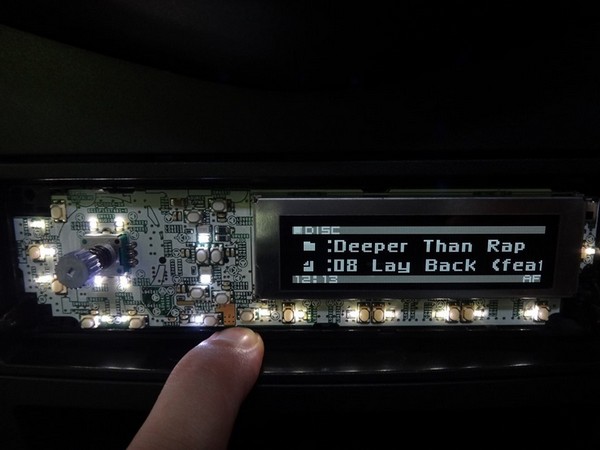 DISC
:Deeper Than Rap
:08 Lay Back (feat
12:13 AF